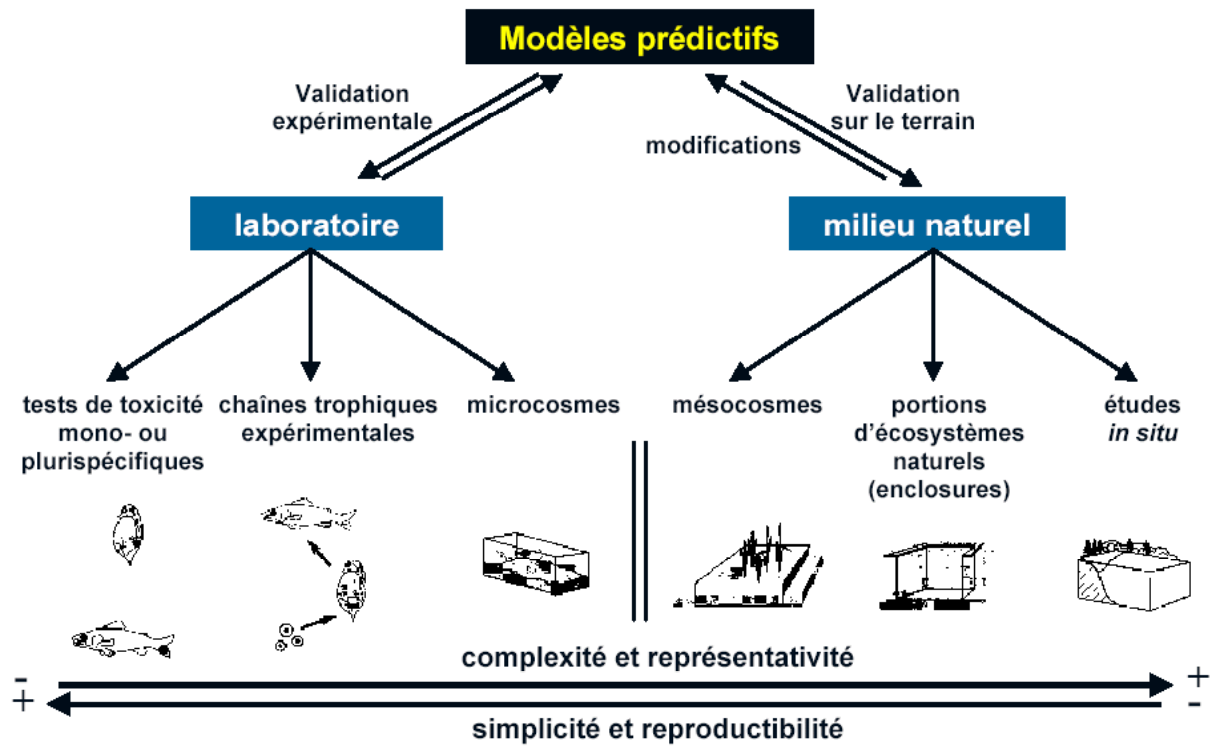 Modèles prédictifs
Validation
expérimentale
Validation
sur le terrain
modifications
laboratoire
milieu naturel
tests de toxicité
mono- ou
plurispécifiques
chaînes trophiques
expérimentales
microcosmes
mésocosmes
portions
d'écosystèmes
naturels
(enclosures)
études
in situ
complexité et représentativité
- +
+ -
simplicité et reproductibilité